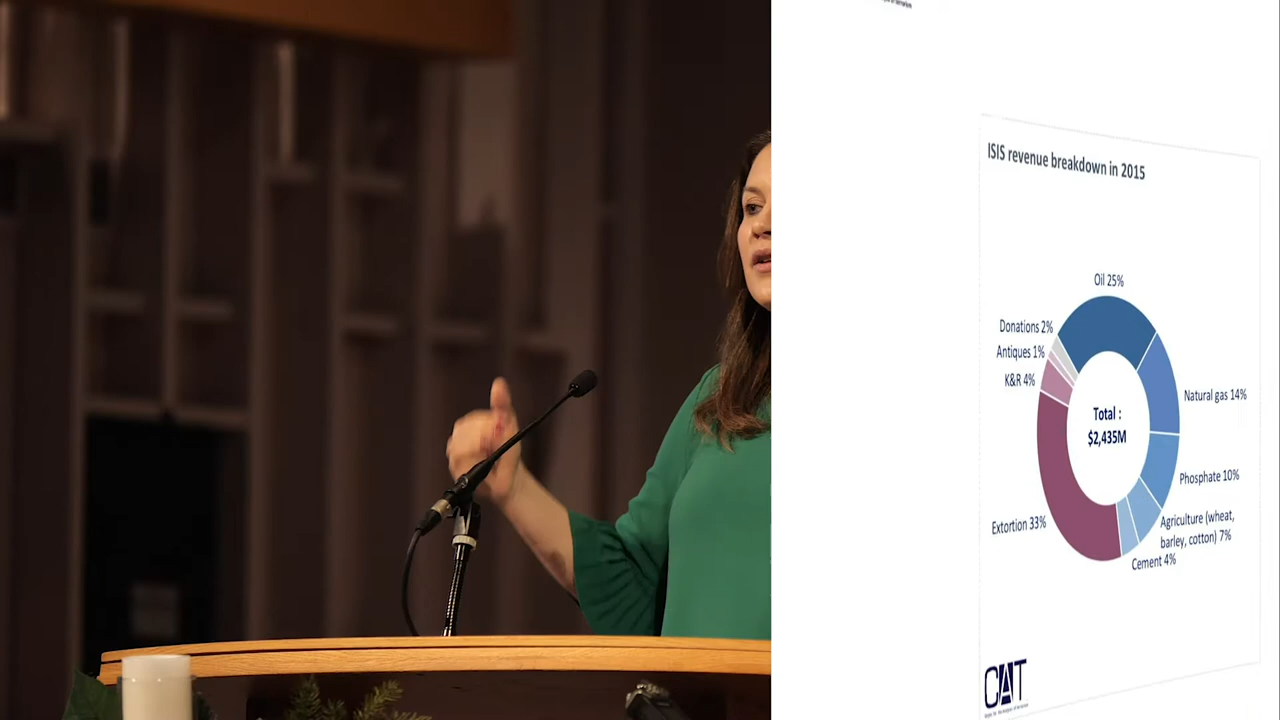 ISIS revenue breakdown in 2015
Oil 25%
Donations 2%
Antiques 1%
K&R 4%
Natural gas 14%
Total :
$2,435M
Phosphate 10%
Extortion 33%
Agriculture (wheat,
barley, cotton) 7%
Cement 4%
CAT